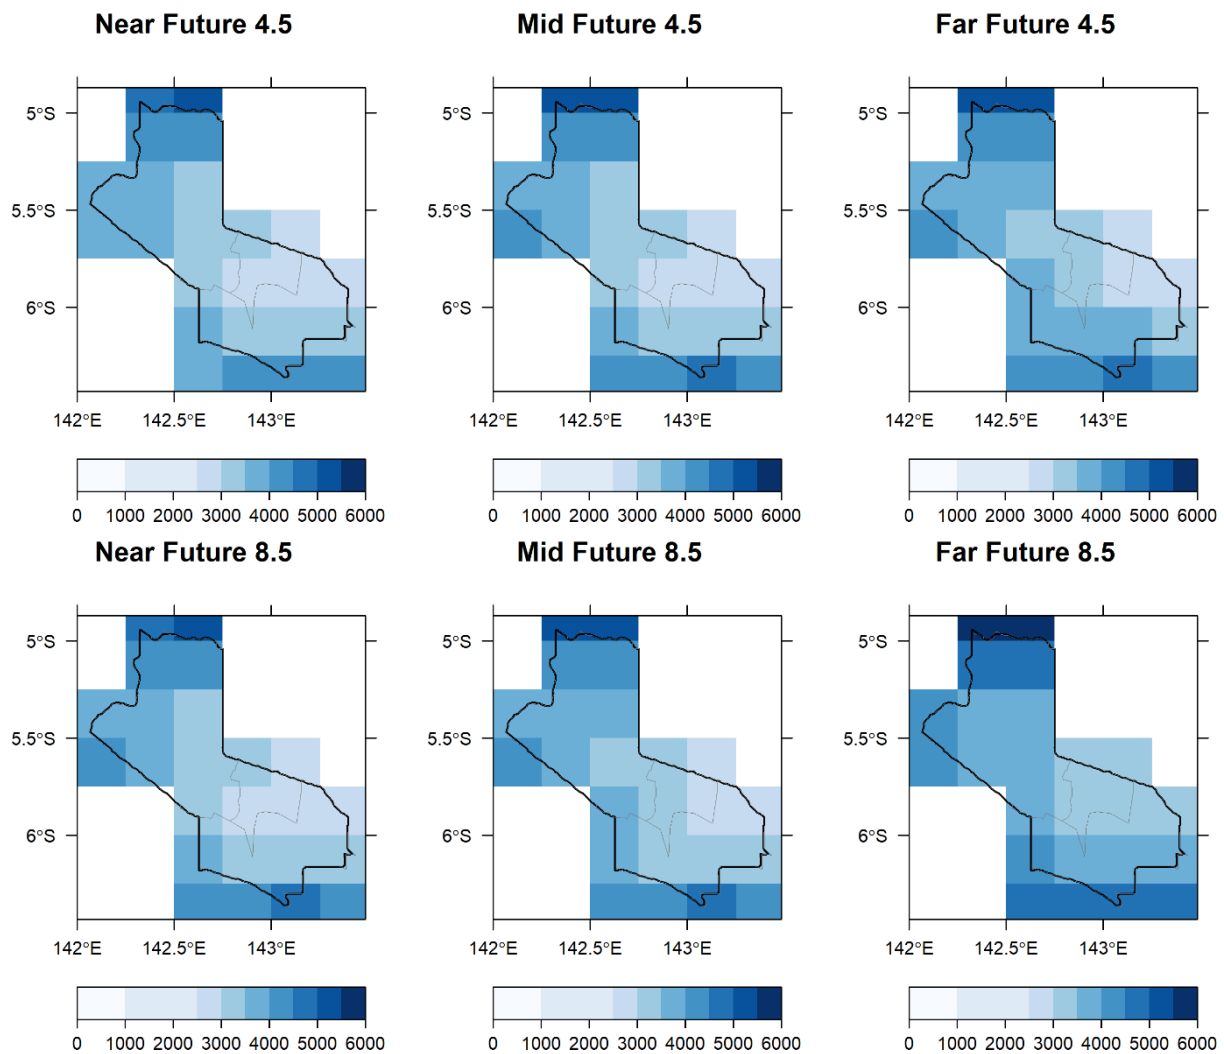 Near Future 4.5 Mid Future 4.5 Far Future 4.5
5°S 5°S 5°S
5.5°S 5.5°S 5.5°S
6°S 6°S 6°S
142°E 142.5°E 143°E 142°E 142.5°E 143°E 142°E 142.5°E 143°E
0 1000 2000 3000 4000 5000 6000 0 1000 2000 3000 4000 5000 6000 0 1000 2000 3000 4000 5000 6000
Near Future 8.5 Mid Future 8.5 Far Future 8.5
5°S 5°S 5°S
5.5°S 5.5°S 5.5°S
6°S 6°S 6°S
142°E 142.5°E 143°E 142°E 142.5°E 143°E 142°E 142.5°E 143°E
0 1000 2000 3000 4000 5000 6000 0 1000 2000 3000 4000 5000 6000 0 1000 2000 3000 4000 5000 6000